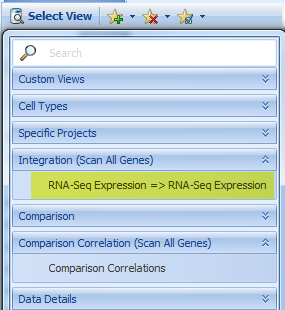 Select View
Search
Custom Views
Cell Types
Specific Projects
Integration (Scan All Genes)
RNA-Seq Expression => RNA-Seq Expression
Comparison
Comparison Correlation (Scan All Genes)
Comparison Correlations
Data Details